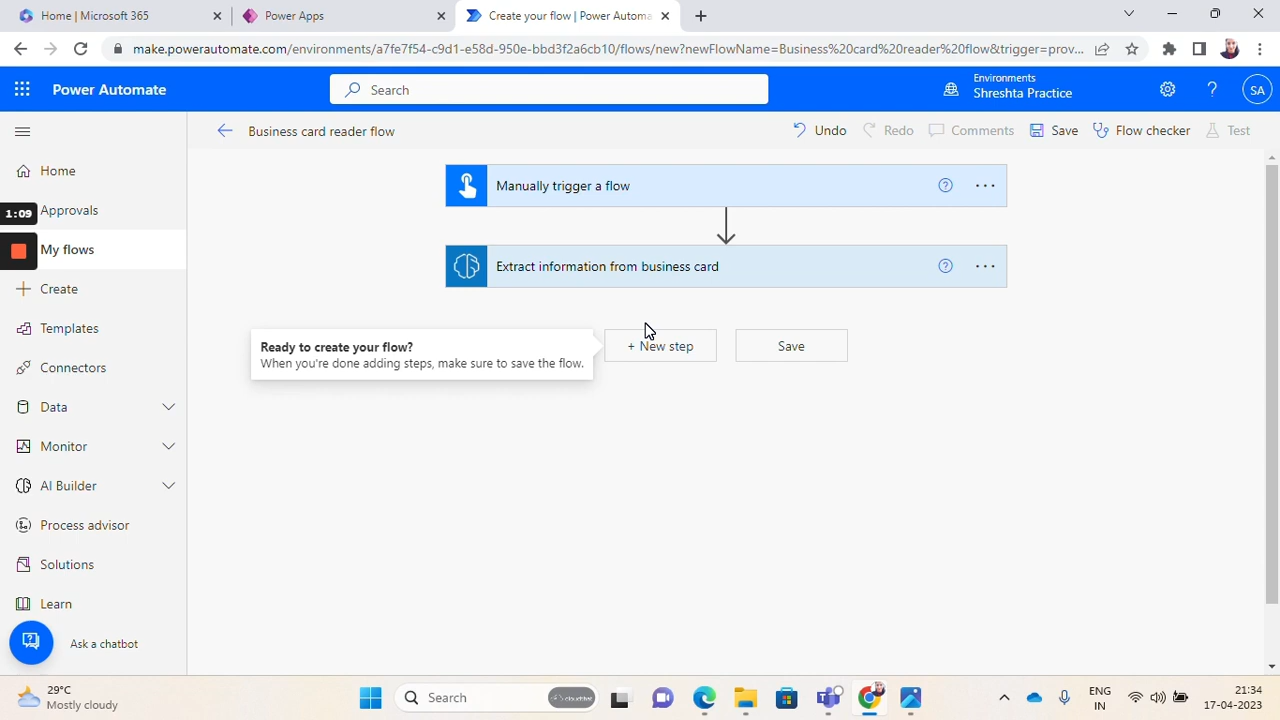 Home | Microsoft 365
Power Apps
Create your flow | Power Automa
make.powerautomate.com/environments/a7fe7f54-c9d1-e58d-950e-bbd3f2a6cb10/flows/new?newFlowName=Business%20card%20reader%20flow&trigger=prov...
Power Automate
Search
Environments
Shreshta Practice
?
SA
Business card reader flow
Undo
Redo
Comments
Save
Flow checker
Test
Home
Approvals
1:09
My flows
Create
Templates
Connectors
Data
Monitor
AI Builder
Process advisor
Solutions
Learn
Ask a chatbot
Manually trigger a flow
Extract information from business card
Ready to create your flow?
When you're done adding steps, make sure to save the flow.
+ New step
Save
29°C
Mostly cloudy
Search
ENG
IN
21:34
17-04-2023